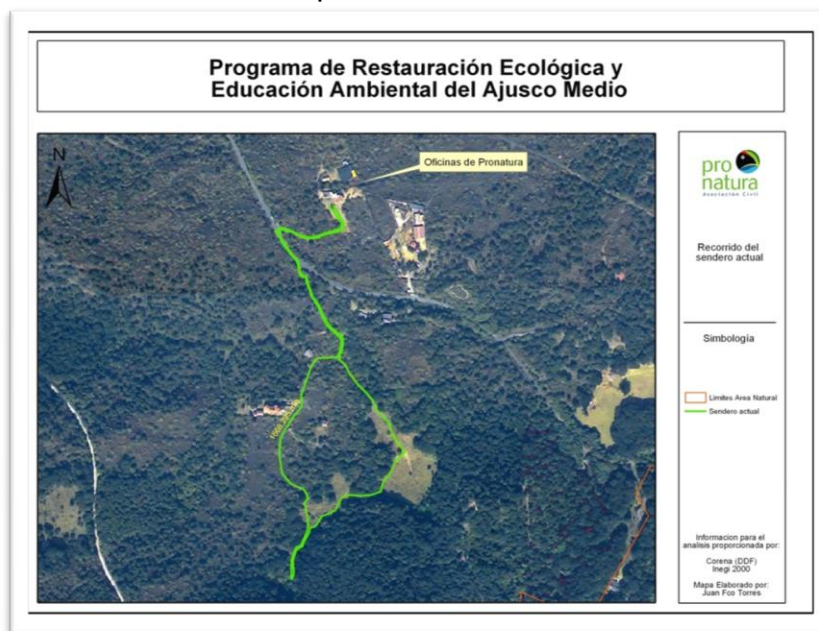 Programa de Restauración Ecológica y
Educación Ambiental del Ajusco Medio
N
Oficinas de Pronatura
pro
natura
Asociación Civil
Recorrido del
sendero actual
Simbología
Limites Area Natural
Sendero actual
Informacion para el
analisis proporcionada por:
Corena (DDF)
Inegi 2000
Mapa Elaborado por:
Juan Fco Torres